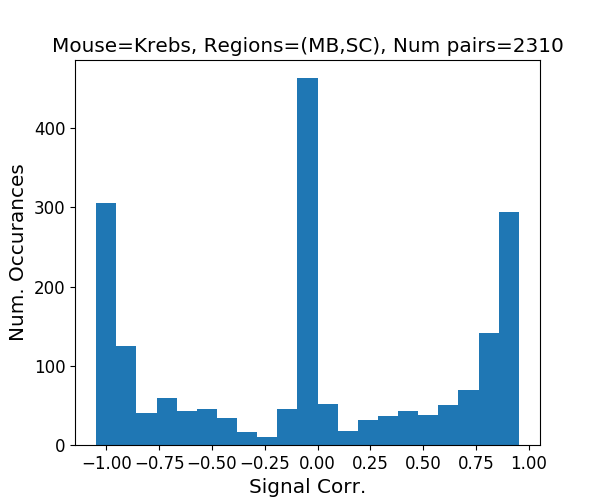 Mouse=Krebs, Regions=(MB,SC), Num pairs=2310
400
300
200
100
0
Num. Occurances
−1.00 −0.75 −0.50 −0.25 0.00 0.25 0.50 0.75 1.00
Signal Corr.